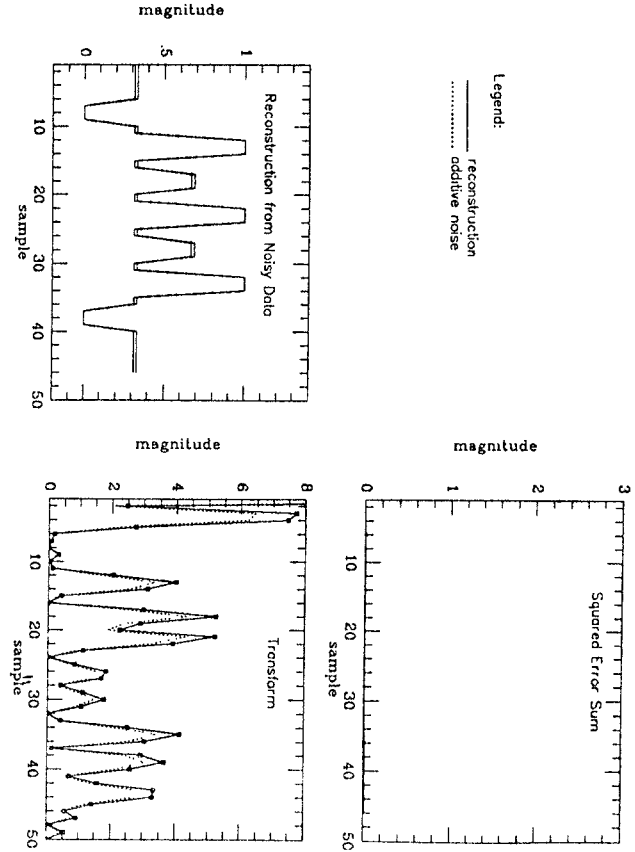 Legend:
reconstruction
additive noise
Squared Error Sum
magnitude
3
2
1
0
10
20
30
40
50
sample
Reconstruction from Noisy Data
magnitude
1
.5
0
10
20
30
40
50
sample
Transform
magnitude
8
6
4
2
0
10
20
30
40
50
sample